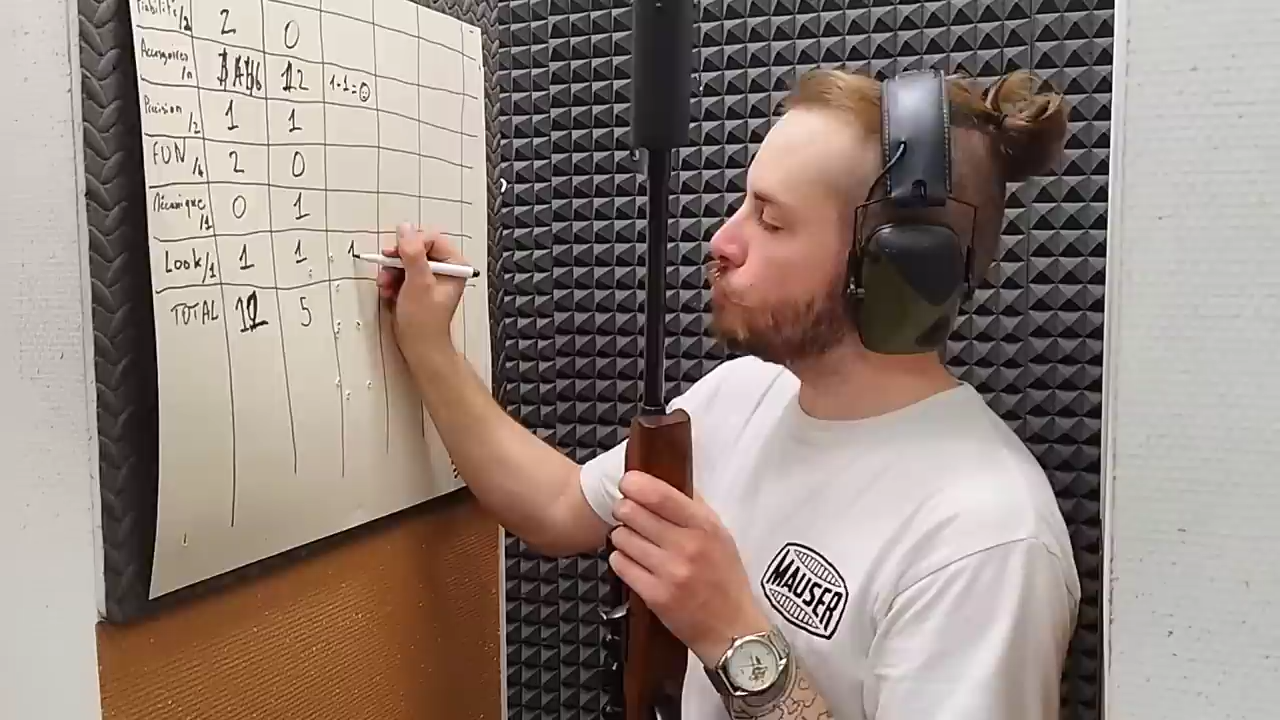 Fiabilité/2 2 0
Accessoires /n 12 1-1=☹
Précision /2 1 1
FUN /4 2 0
Mécanique /1 0 1
Look/1 1 1 1
TOTAL 5
MAUSER